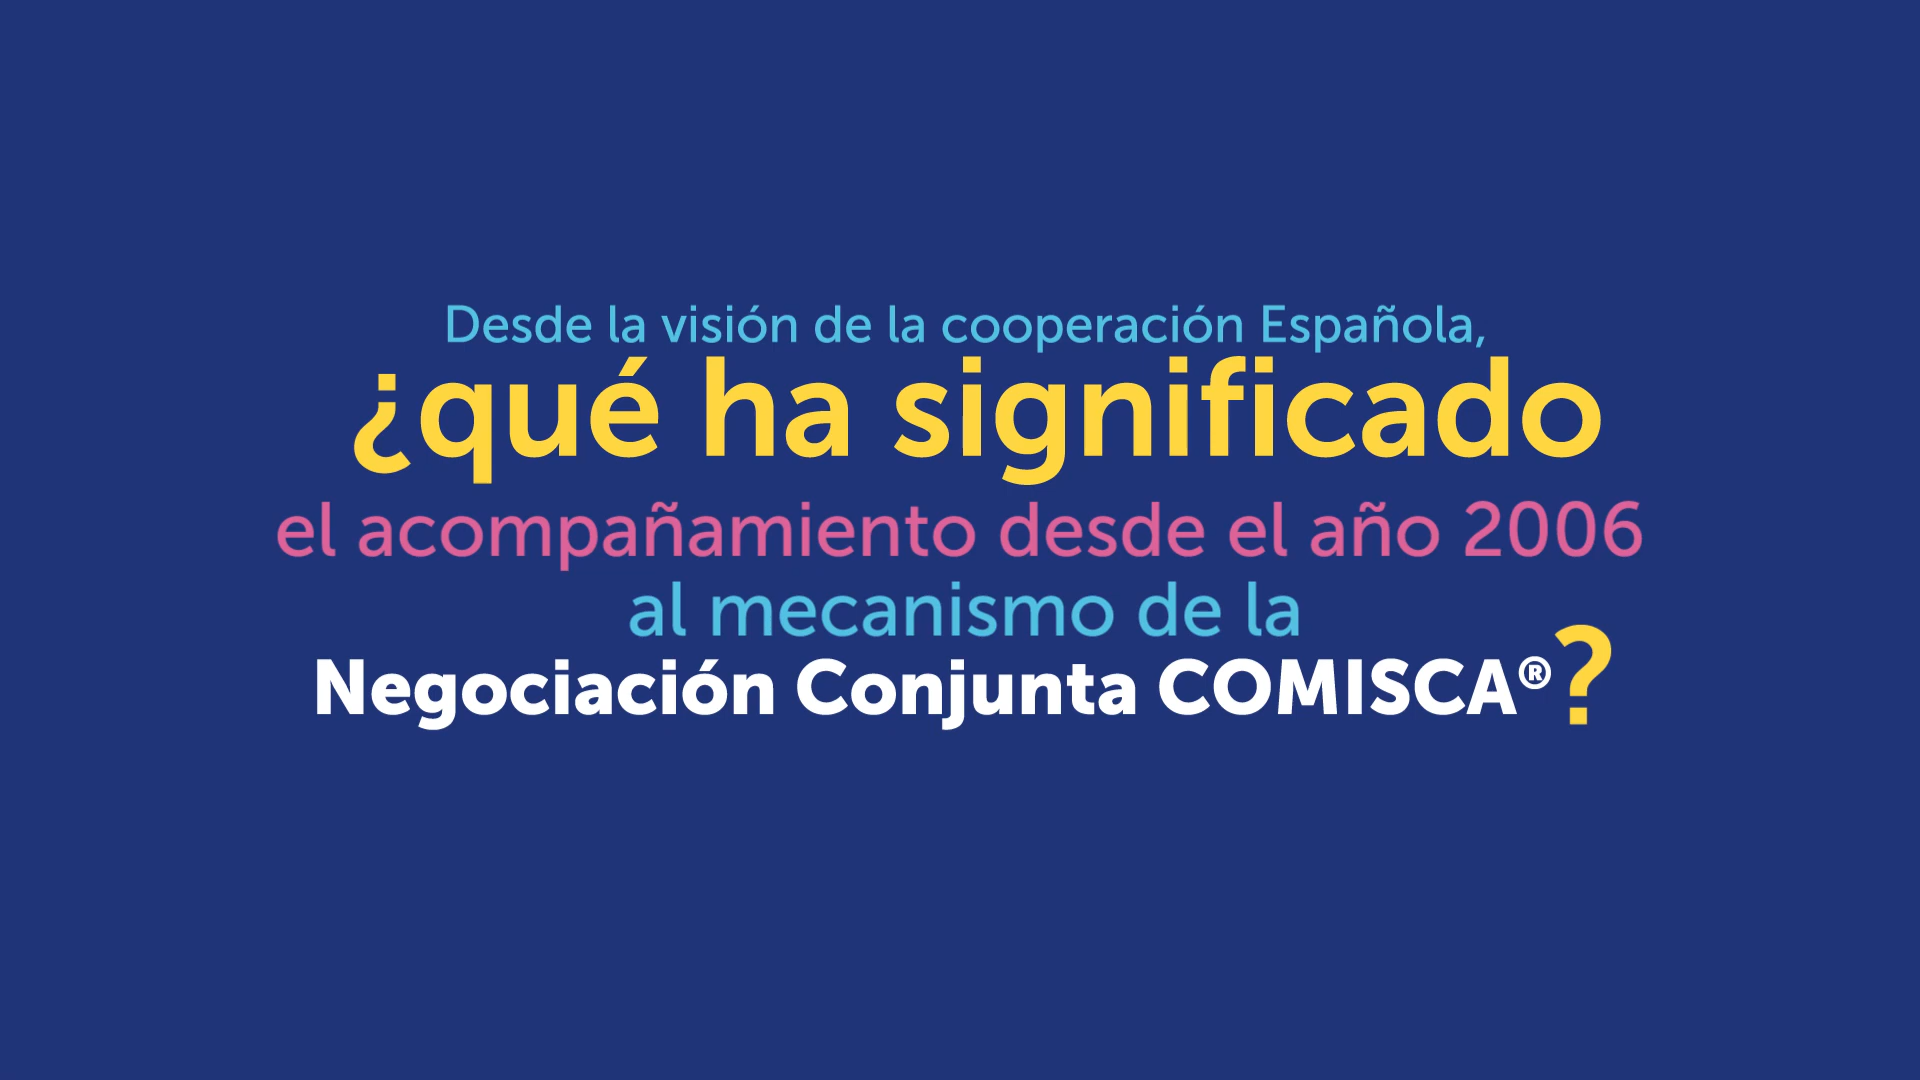 Desde la visión de la cooperación Española,
¿qué ha significado
el acompañamiento desde el año 2006
al mecanismo de la
Negociación Conjunta COMISCA®?